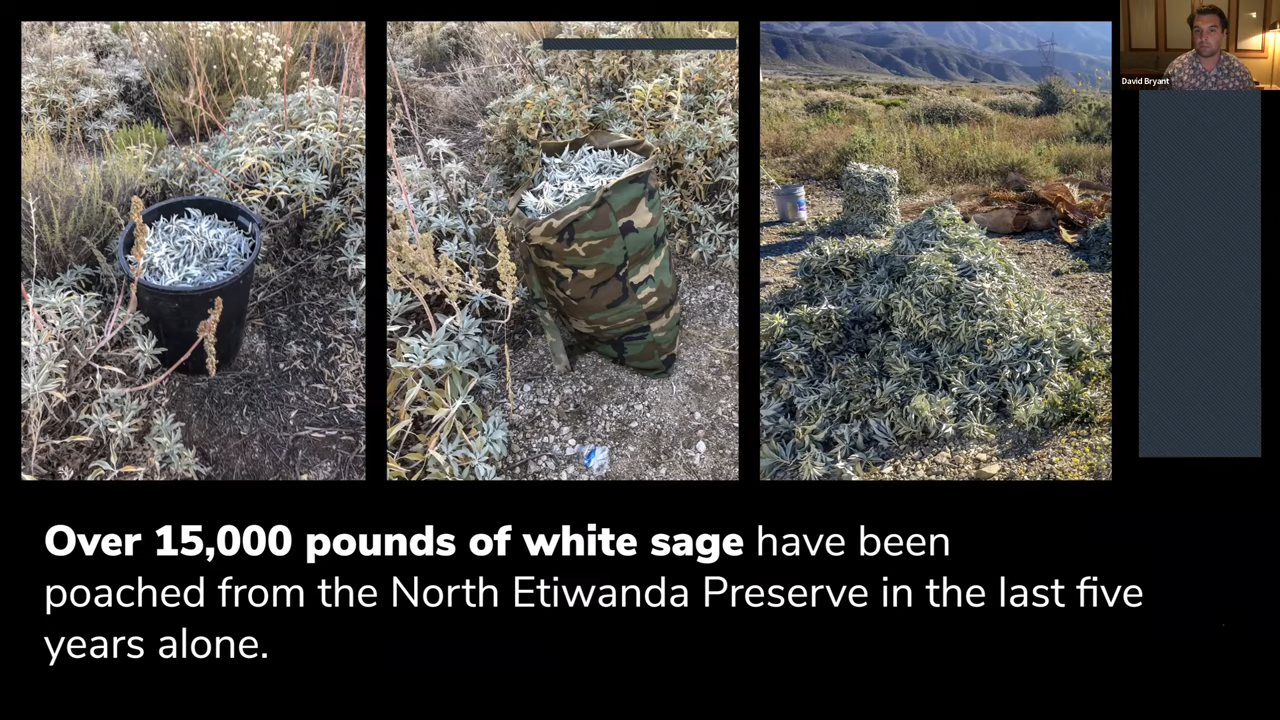 David Bryant
Over 15,000 pounds of white sage have been
poached from the North Etiwanda Preserve in the last five
years alone.